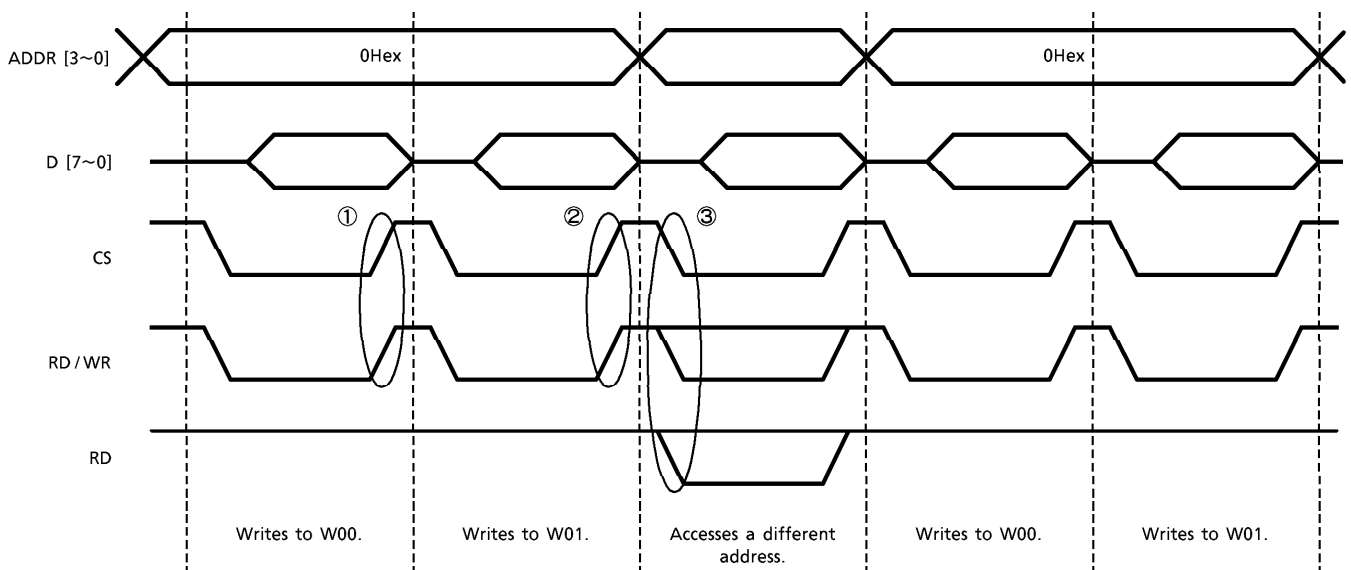 ADDR [3~0]
0Hex
0Hex
D [7~0]
① ② ③
CS
RD / WR
RD
Writes to W00. Writes to W01. Accesses a different address. Writes to W00. Writes to W01.